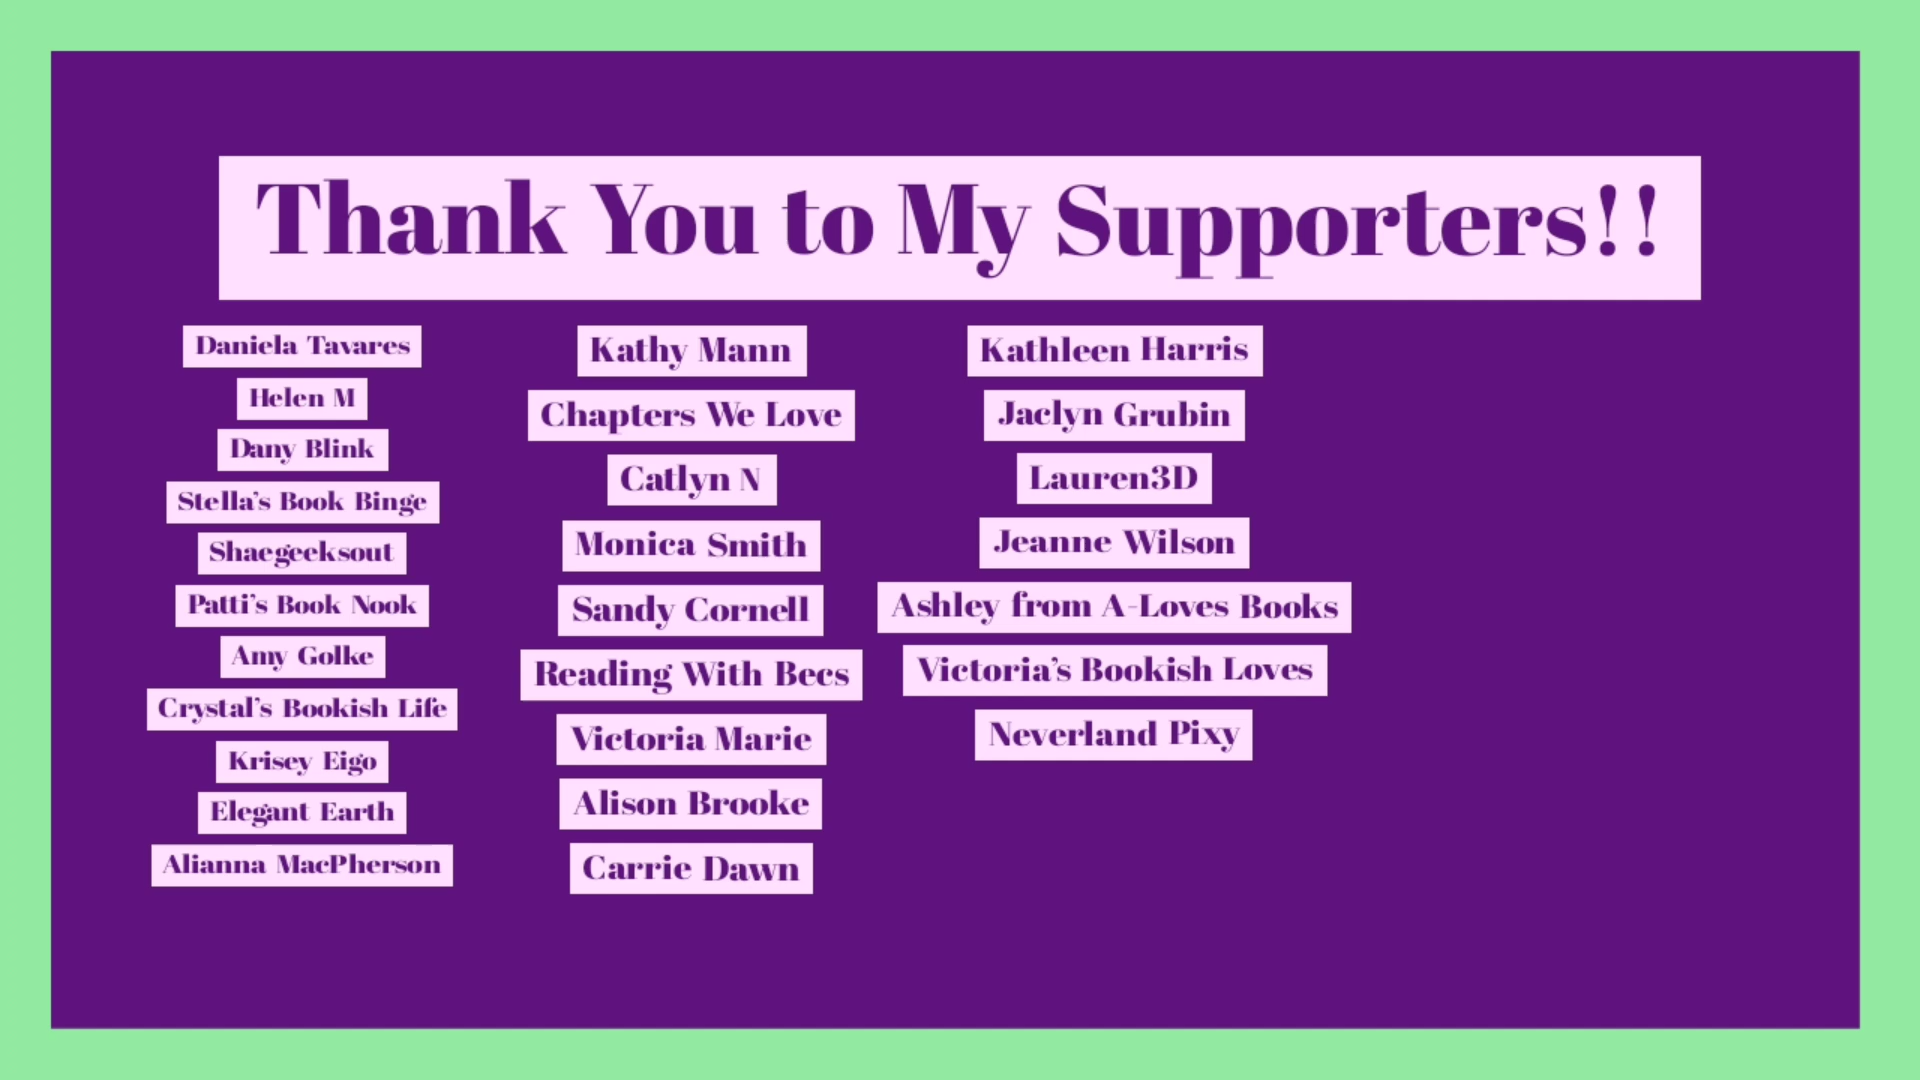 Thank You to My Supporters!!
Daniela Tavares
Helen M
Dany Blink
Stella's Book Binge
Shaegeeksout
Patti's Book Nook
Amy Golke
Crystal's Bookish Life
Krisey Eigo
Elegant Earth
Alianna MacPherson
Kathy Mann
Chapters We Love
Catlyn N
Monica Smith
Sandy Cornell
Reading With Becs
Victoria Marie
Alison Brooke
Carrie Dawn
Kathleen Harris
Jaclyn Grubin
Lauren3D
Jeanne Wilson
Ashley from A-Loves Books
Victoria's Bookish Loves
Neverland Pixy